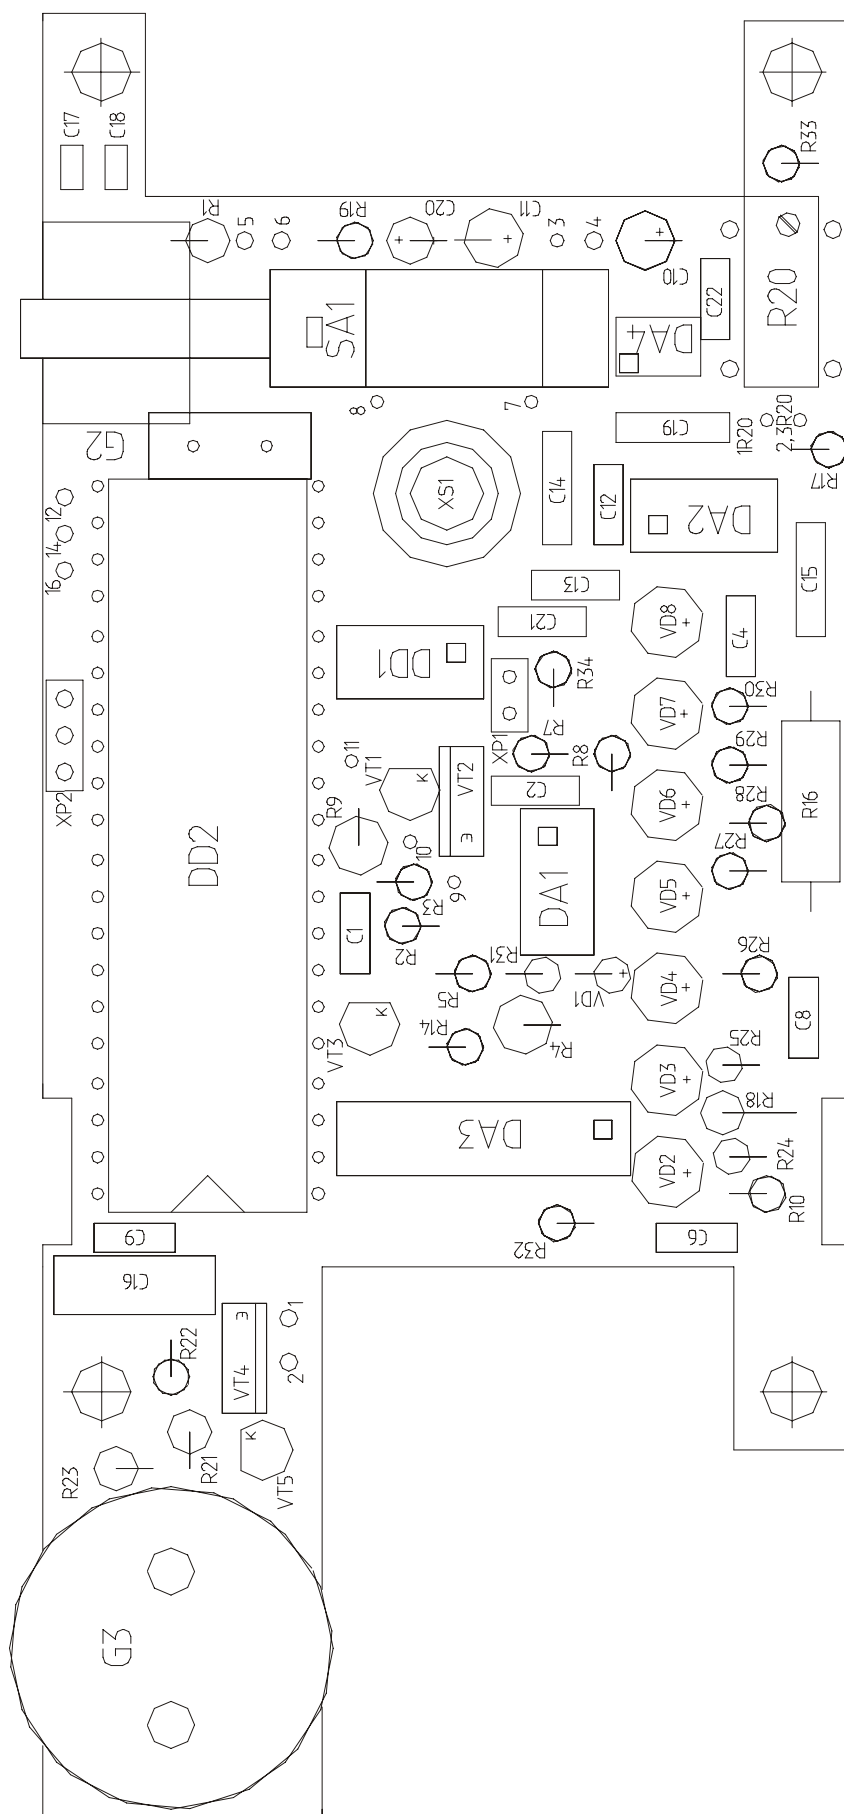 C17
C18
R33
R1
5
6
R19
C20
C11
3
4
C10
C22
R20
SA1
DA4
8
7
C19
1R20
2,3R20
R17
G2
XS1
C14
C12
DA2
C15
12
14
16
C13
C21
VD8
C4
DD1
R34
XP2
VD7
R30
R7
XP1
R8
11
VT1
K
VT2
Э
R29
C2
VD6
R28
R16
R9
10
DD2
R27
R3
9
DA1
VD5
C1
R2
R31
R5
VD1
VD4
R26
C8
VT3
K
R14
R4
R25
VD3
R18
DA3
VD2
R24
R10
C9
R32
C6
C16
1
Э
VT4
2
R22
R23
R21
K
VT5
G3